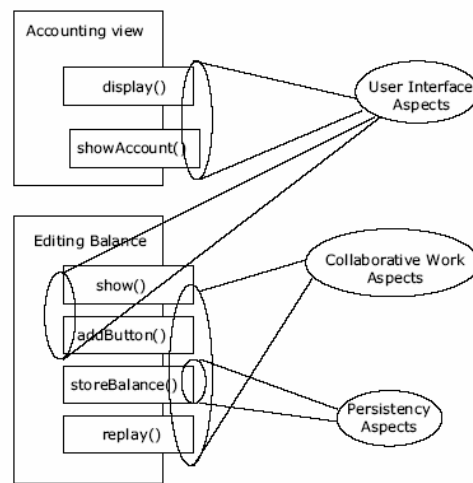 Accounting view
display()
showAccount()
User Interface
Aspects
Editing Balance
show()
addButton()
storeBalance()
replay()
Collaborative Work
Aspects
Persistency
Aspects